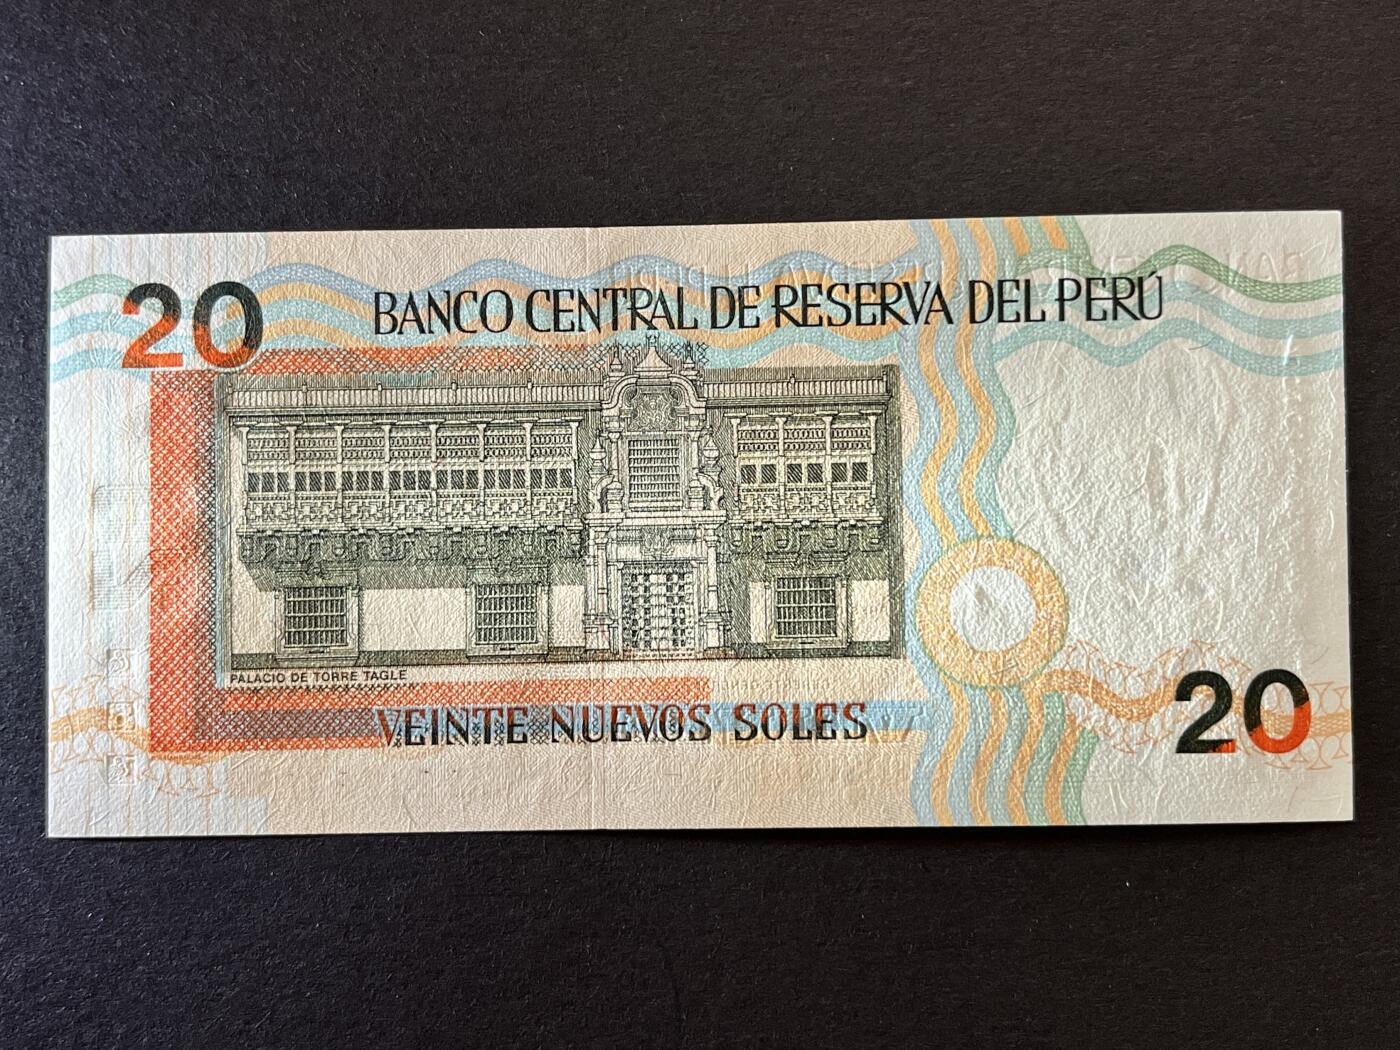 20
BANCO CENTRAL DE RESERVA DEL PERÚ
PALACIO DE TORRE TAGLE
VEINTE NUEVOS SOLES
20